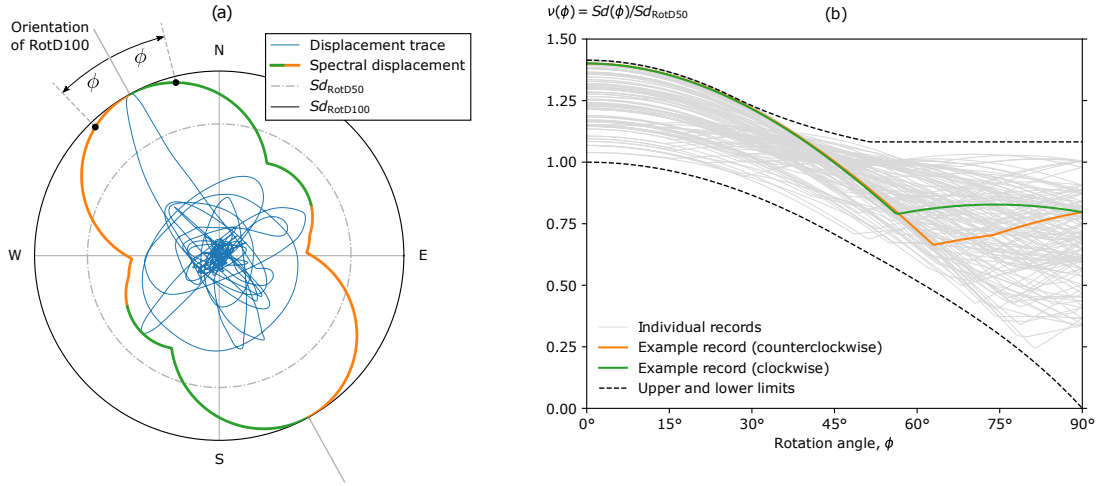 (a)
Orientation
of RotD100
ϕ
ϕ
N
W
E
S
Displacement trace
Spectral displacement
Sd_RotD50
Sd_RotD100
ν(ϕ) = Sd(ϕ)/Sd_RotD50
(b)
1.50
1.25
1.00
0.75
0.50
0.25
0.00
Individual records
Example record (counterclockwise)
Example record (clockwise)
Upper and lower limits
0° 15° 30° 45° 60° 75° 90°
Rotation angle, ϕ